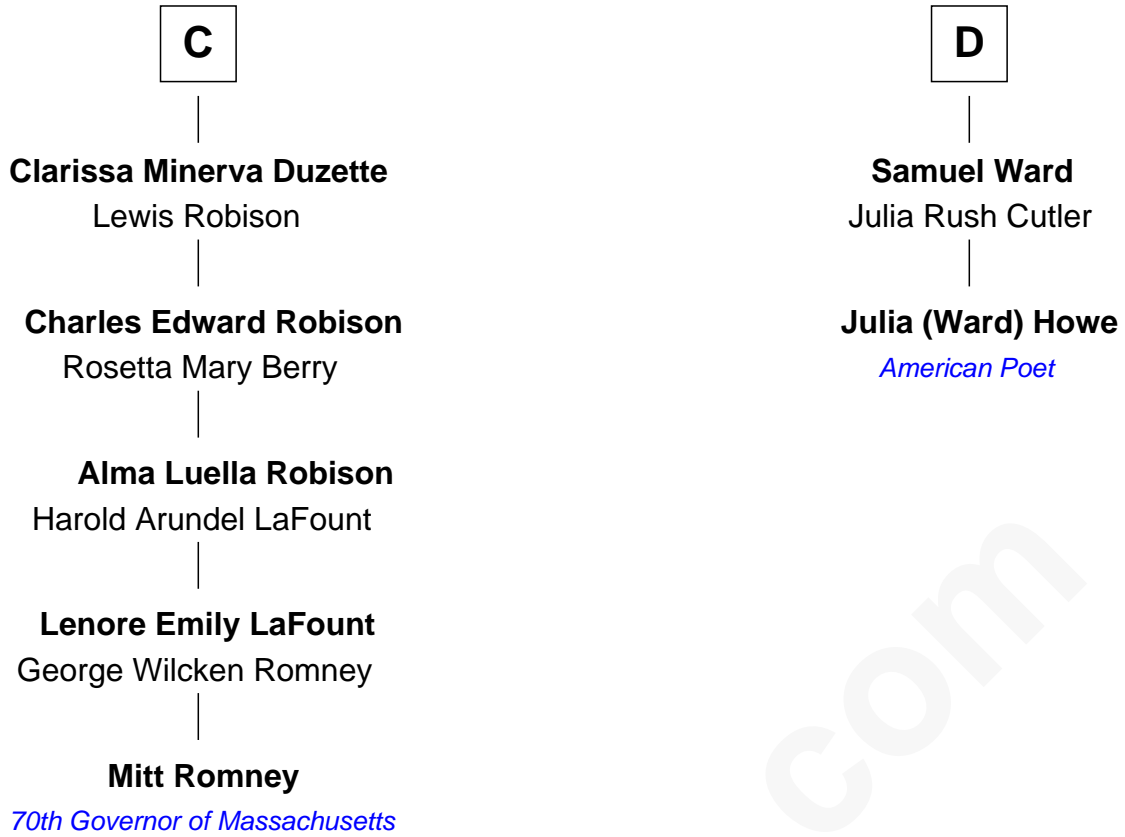 C
Clarissa Minerva Duzette
Lewis Robison
Charles Edward Robison
Rosetta Mary Berry
Alma Luella Robison
Harold Arundel LaFount
Lenore Emily LaFount
George Wilcken Romney
Mitt Romney
70th Governor of Massachusetts
D
Samuel Ward
Julia Rush Cutler
Julia (Ward) Howe
American Poet
com